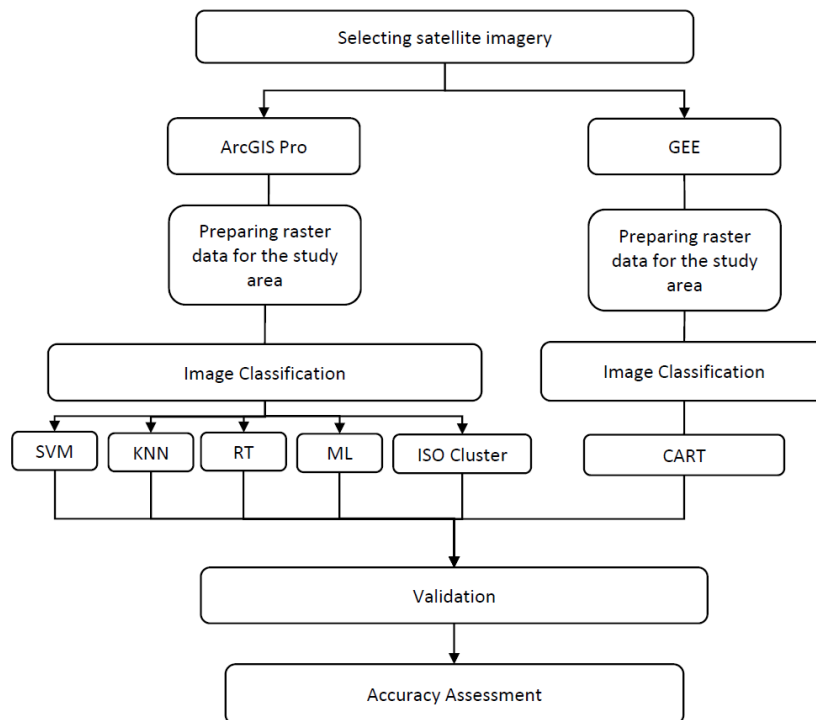 Selecting satellite imagery
ArcGIS Pro
GEE
Preparing raster
data for the study
area
Preparing raster
data for the study
area
Image Classification
Image Classification
SVM
KNN
RT
ML
ISO Cluster
CART
Validation
Accuracy Assessment